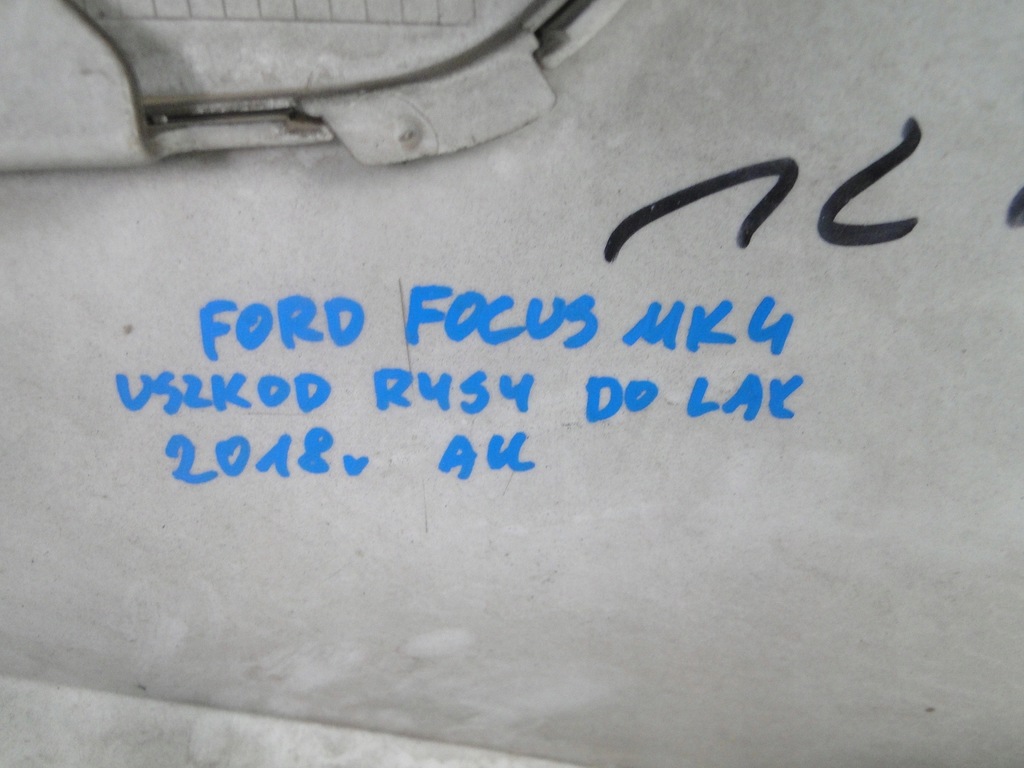 FORD FOCUS MK4
USZKOD RYSY DO LAK
2018r AK